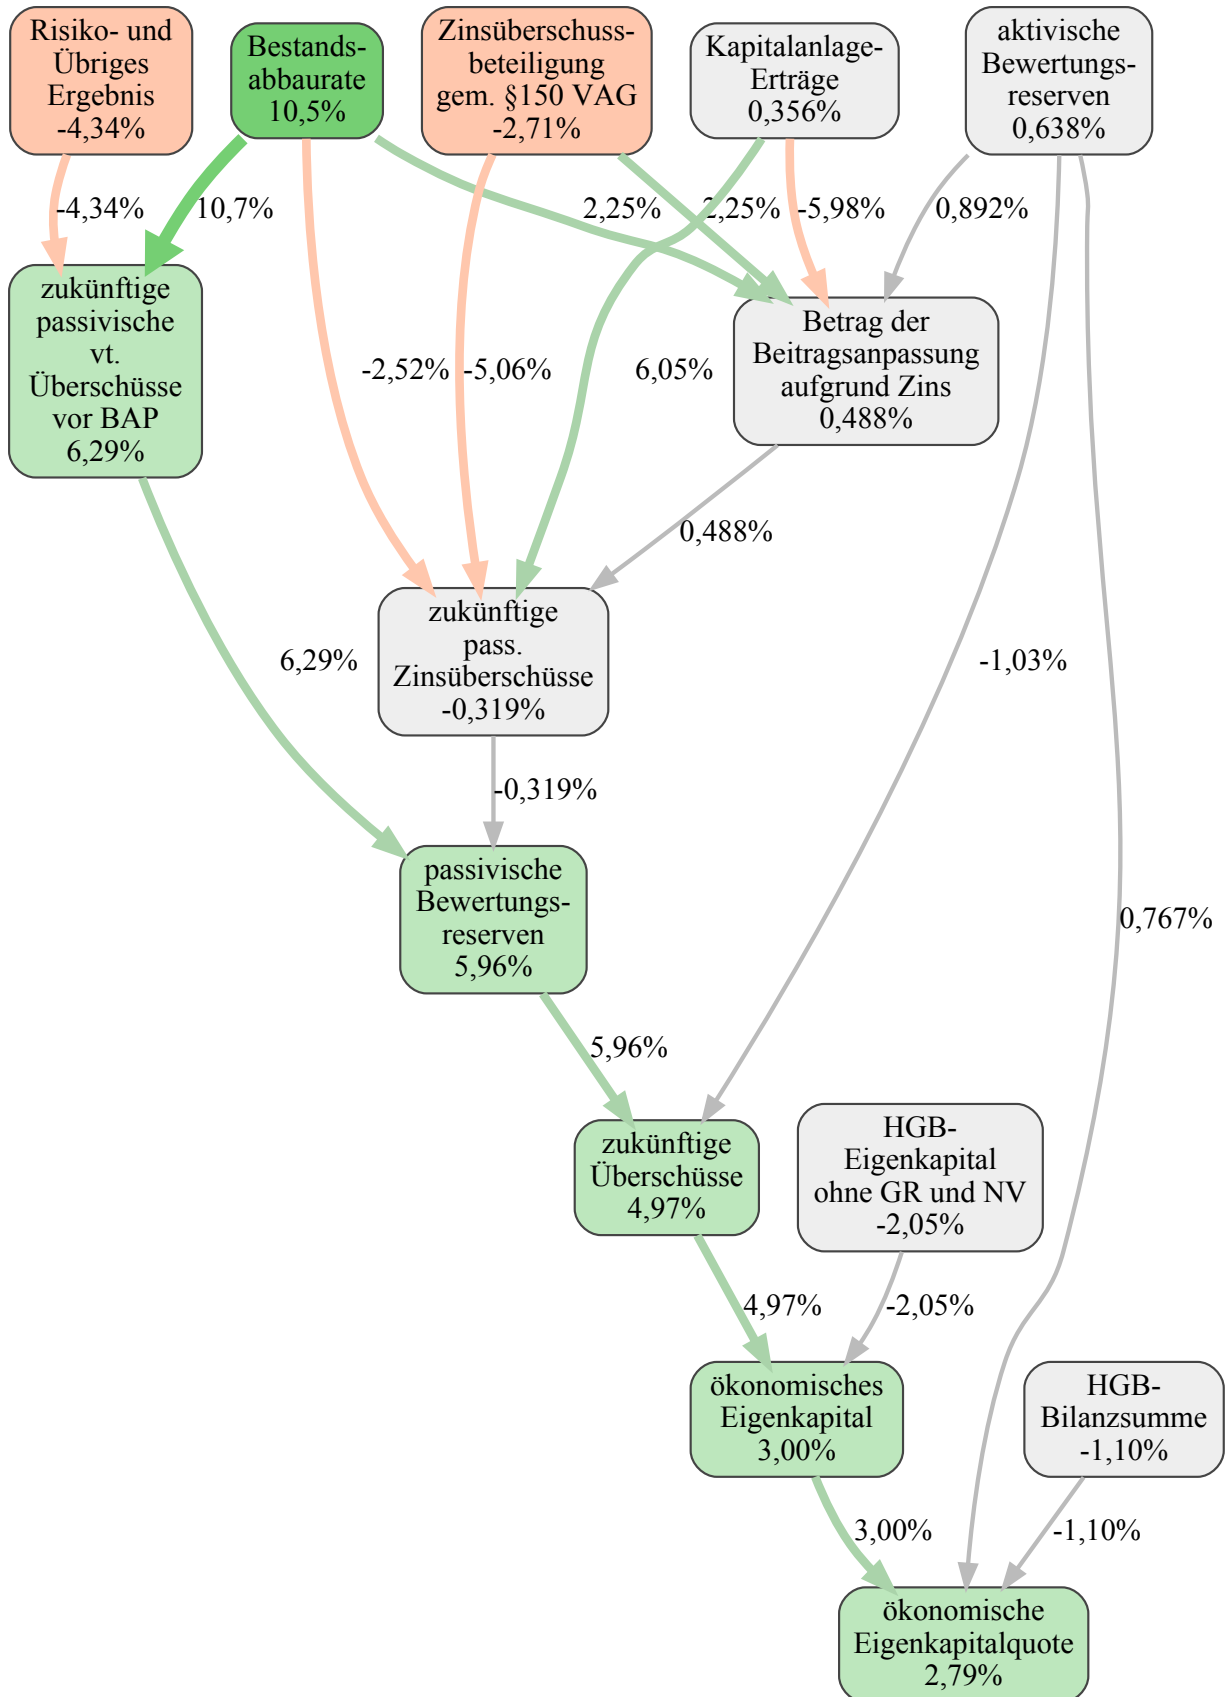 Risiko- und
Übriges
Ergebnis
-4,34%
Bestands-
abbaurate
10,5%
Zinsüberschuss-
beteiligung
gem. §150 VAG
-2,71%
Kapitalanlage-
Erträge
0,356%
aktivische
Bewertungs-
reserven
0,638%
-4,34%
10,7%
2,25%
2,25%
-5,98%
0,892%
zukünftige
passivische
vt.
Überschüsse
vor BAP
6,29%
Betrag der
Beitragsanpassung
aufgrund Zins
0,488%
-2,52%
-5,06%
6,05%
0,488%
zukünftige
pass.
Zinsüberschüsse
-0,319%
6,29%
-1,03%
-0,319%
passivische
Bewertungs-
reserven
5,96%
0,767%
5,96%
zukünftige
Überschüsse
4,97%
HGB-
Eigenkapital
ohne GR und NV
-2,05%
4,97%
-2,05%
ökonomisches
Eigenkapital
3,00%
HGB-
Bilanzsumme
-1,10%
3,00%
-1,10%
ökonomische
Eigenkapitalquote
2,79%